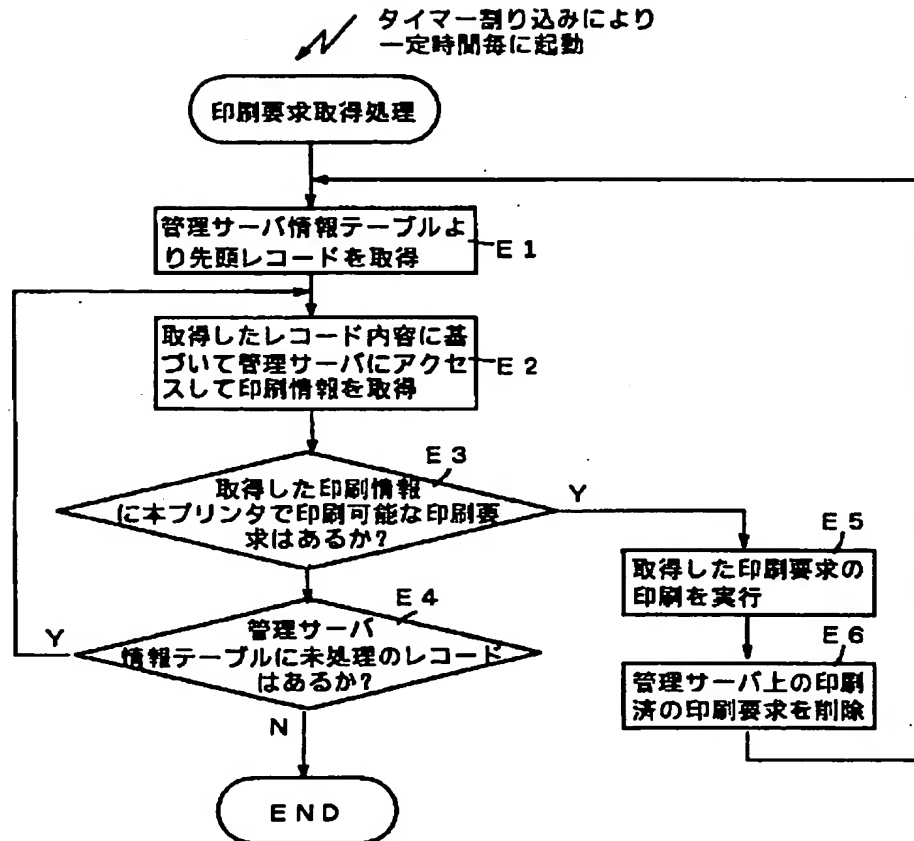 タイマー割り込みにより
一定時間毎に起動
印刷要求取得処理
管理サーバ情報テーブルよ
り先頭レコードを取得
E1
取得したレコード内容に基
づいて管理サーバにアクセ
スして印刷情報を取得
E2
E3
取得した印刷情報
に本プリンタで印刷可能な印刷要
求はあるか?
Y
E5
取得した印刷要求の
印刷を実行
E4
管理サーバ
情報テーブルに未処理のレコード
はあるか?
Y
E6
管理サーバ上の印刷
済の印刷要求を削除
N
END